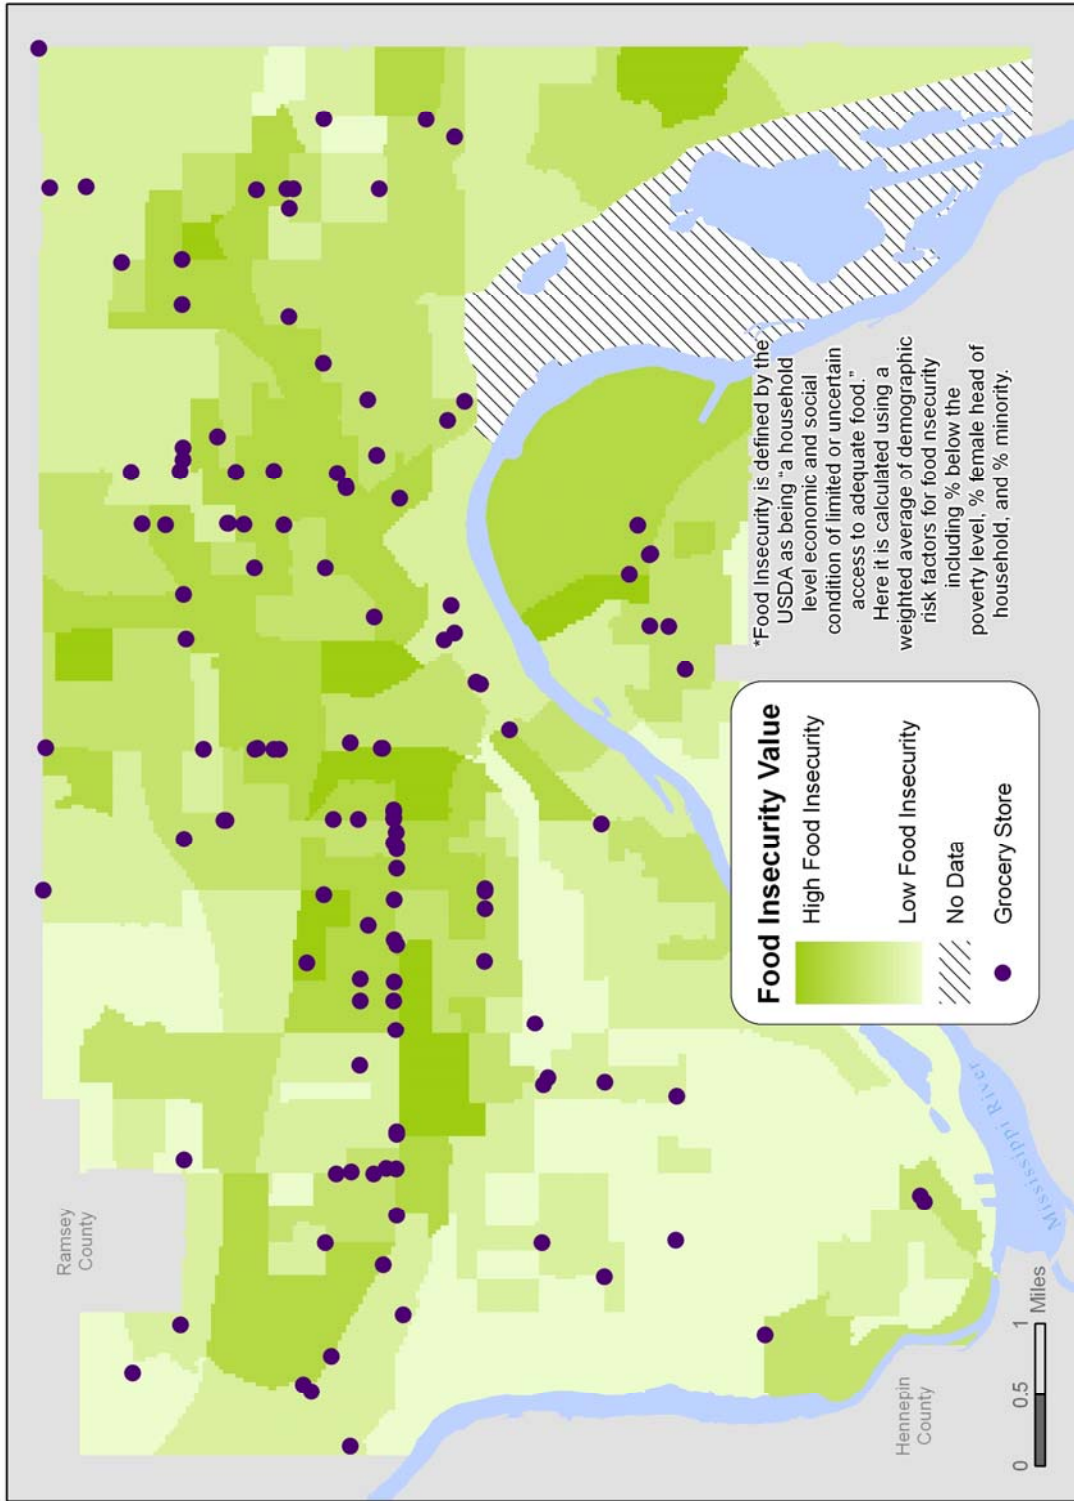 Ramsey
County
*Food Insecurity is defined by the
USDA as being “a household
level economic and social
condition of limited or uncertain
access to adequate food.”
Here it is calculated using a
weighted average of demographic
risk factors for food nsecurity
including % below the
poverty level, % female head of
household, and % minority.
Food Insecurity Value
High Food Insecurity
Low Food Insecurity
No Data
Grocery Store
Mississippi River
Hennepin
County
0 0.5 1
Miles